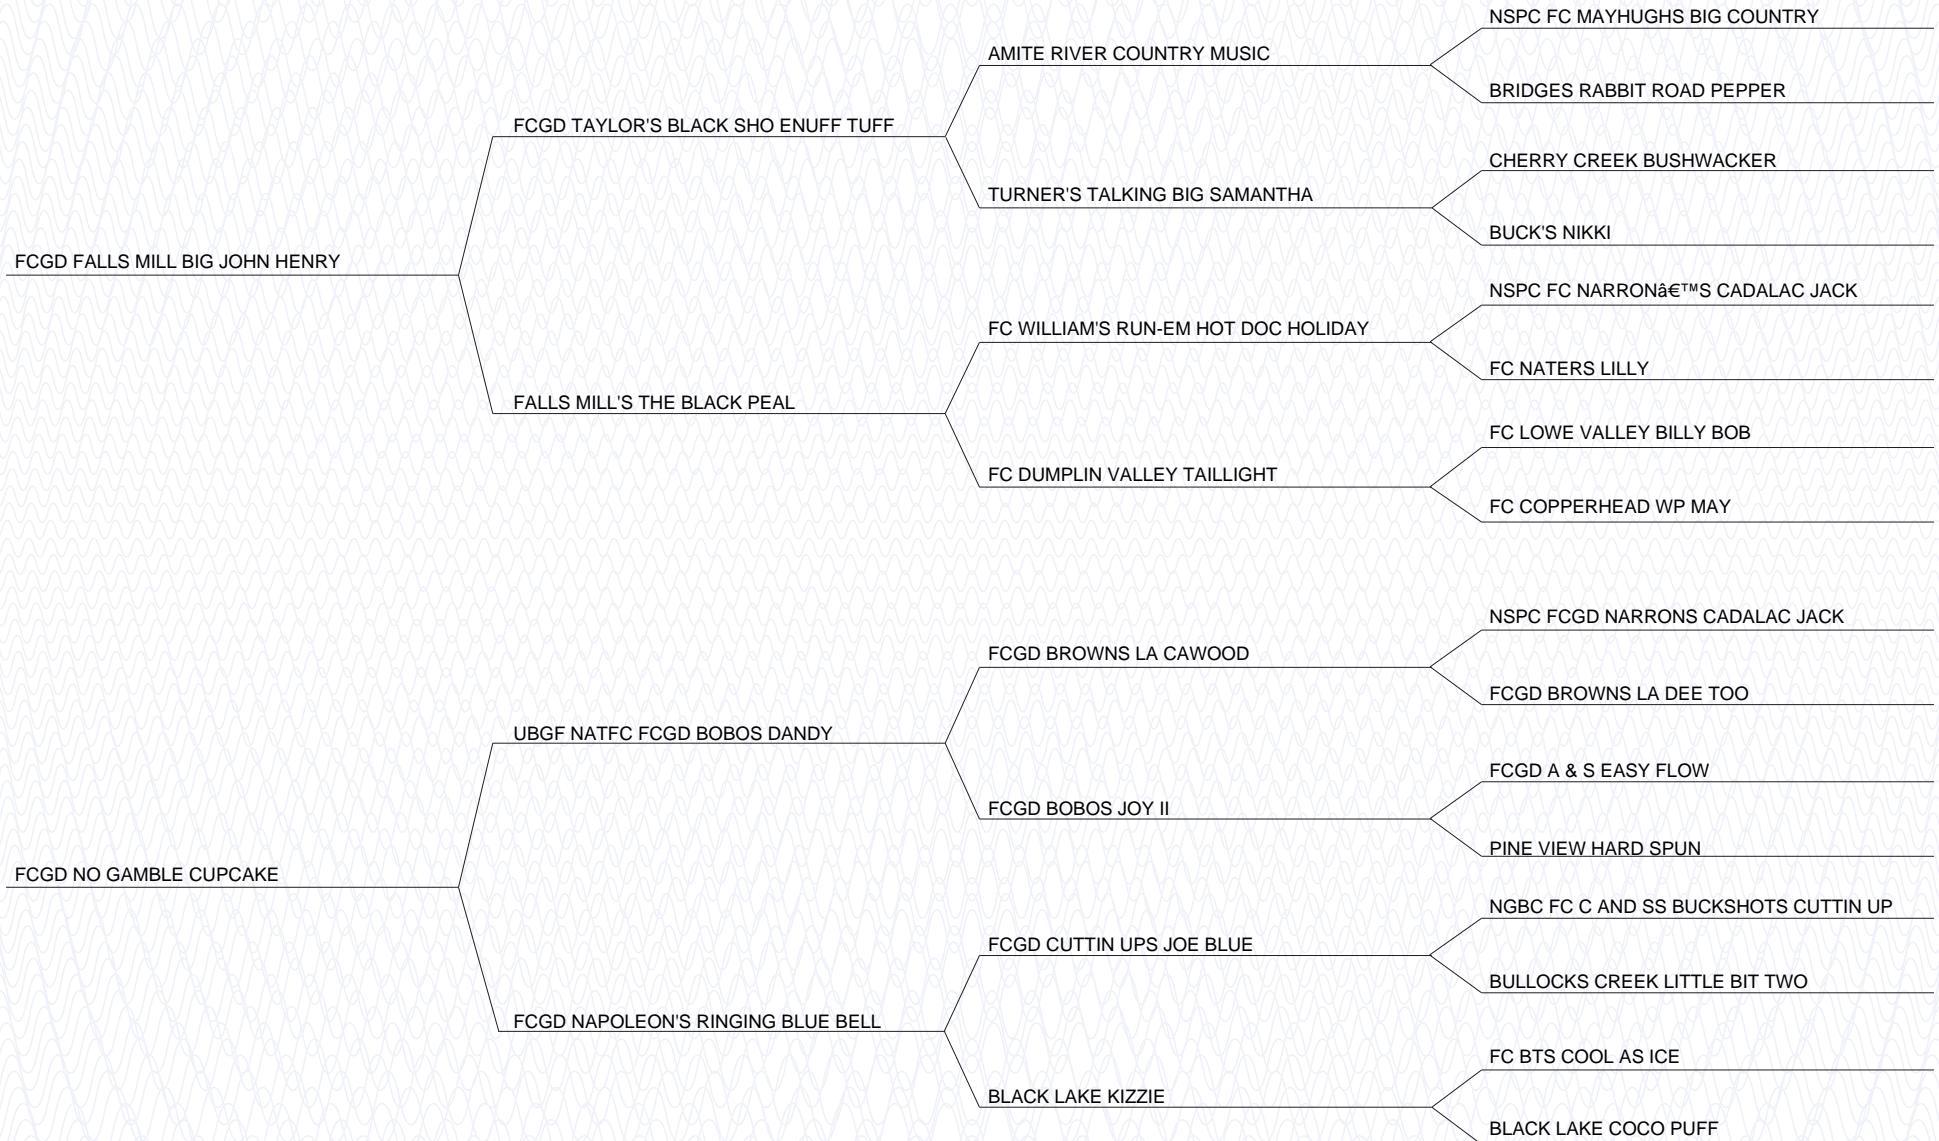 NSPC FC MAYHUGHS BIG COUNTRY
AMITE RIVER COUNTRY MUSIC
BRIDGES RABBIT ROAD PEPPER
FCGD TAYLOR'S BLACK SHO ENUFF TUFF
CHERRY CREEK BUSHWACKER
TURNER'S TALKING BIG SAMANTHA
BUCK'S NIKKI
FCGD FALLS MILL BIG JOHN HENRY
NSPC FC NARRONâ€™S CADALAC JACK
FC WILLIAM'S RUN-EM HOT DOC HOLIDAY
FC NATERS LILLY
FALLS MILL'S THE BLACK PEAL
FC LOWE VALLEY BILLY BOB
FC DUMPLIN VALLEY TAILLIGHT
FC COPPERHEAD WP MAY
NSPC FCGD NARRONS CADALAC JACK
FCGD BROWNS LA CAWOOD
FCGD BROWNS LA DEE TOO
UBGF NATFC FCGD BOBOS DANDY
FCGD A & S EASY FLOW
FCGD BOBOS JOY II
PINE VIEW HARD SPUN
FCGD NO GAMBLE CUPCAKE
NGBC FC C AND SS BUCKSHOTS CUTTIN UP
FCGD CUTTIN UPS JOE BLUE
BULLOCKS CREEK LITTLE BIT TWO
FCGD NAPOLEON'S RINGING BLUE BELL
FC BTS COOL AS ICE
BLACK LAKE KIZZIE
BLACK LAKE COCO PUFF